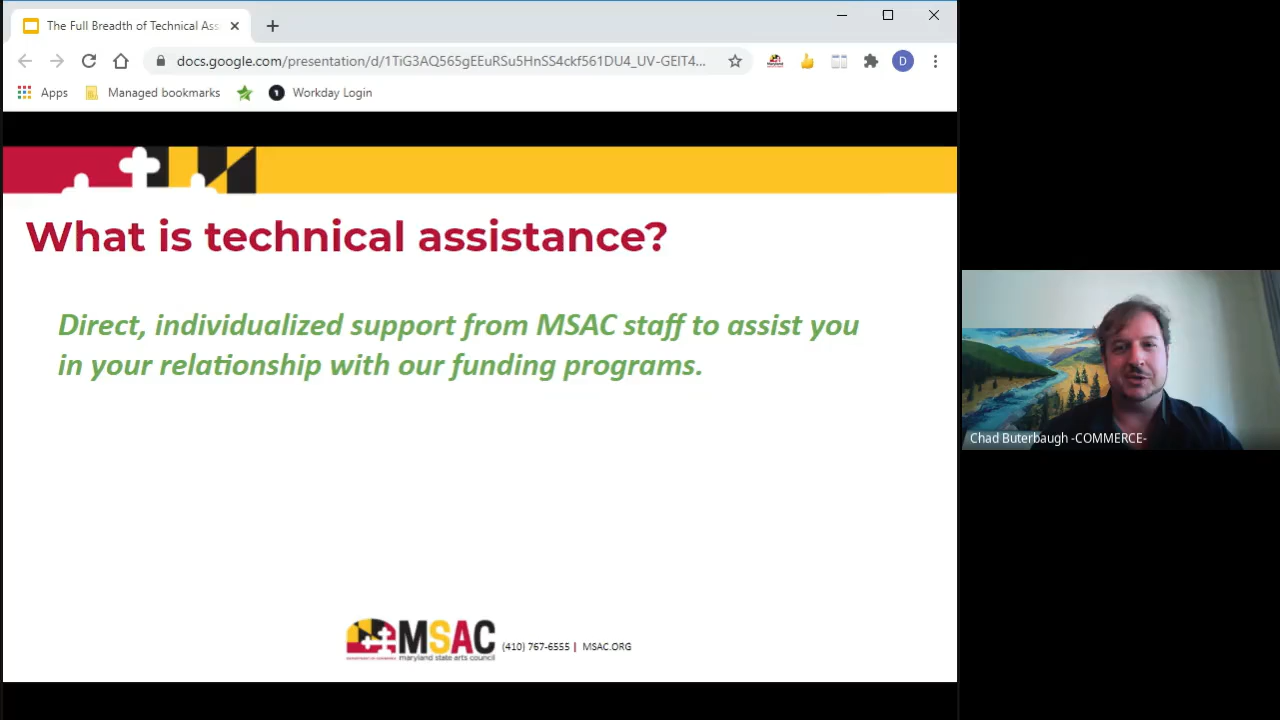 The Full Breadth of Technical Ass
docs.google.com/presentation/d/1TiG3AQ565gEEuRSu5HnSS4ckf561DU4_UV-GEIT4...
D
Apps
Managed bookmarks
Workday Login
What is technical assistance?
Direct, individualized support from MSAC staff to assist you
in your relationship with our funding programs.
Chad Buterbaugh -COMMERCE-
MSAC
maryland state arts council
(410) 767-6555 | MSAC.ORG